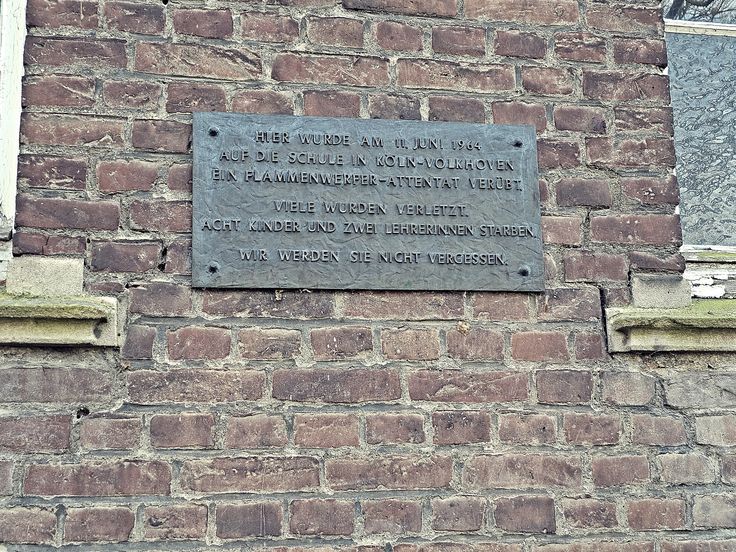 HIER WURDE AM 11. JUNI 1964
AUF DIE SCHULE IN KÖLN-VOLKHOVEN
EIN FLAMMENWERFER-ATTENTAT VERÜBT.
VIELE WURDEN VERLETZT.
ACHT KINDER UND ZWEI LEHRERINNEN STARBEN.
WIR WERDEN SIE NICHT VERGESSEN.